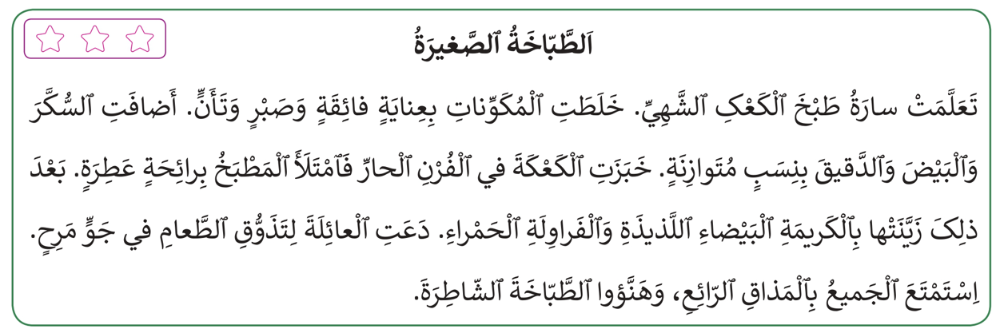 اَلطَّبّاخَةُ ٱلصَّغيرَةُ
تَعَلَّمَتْ سارَةُ طَبْخَ ٱلْكَعْكِ ٱلشَّهِيِّ. خَلَطَتِ ٱلْمُكَوِّناتِ بِعِنايَةٍ فائِقَةٍ وَصَبْرٍ وَتَأَنٍّ. أَضافَتِ ٱلسُّكَّرَ
وَٱلْبَيْضَ وَٱلدَّقيقَ بِنِسَبٍ مُتَوازِنَةٍ. خَبَزَتِ ٱلْكَعْكَةَ في ٱلْفُرْنِ ٱلْحارِّ فَٱمْتَلَأَ ٱلْمَطْبَخُ بِرائِحَةٍ عَطِرَةٍ. بَعْدَ
ذلِكَ زَيَّنَتْها بِٱلْكَريمَةِ ٱلْبَيْضاءِ ٱللَّذيذَةِ وَٱلْفَراوِلَةِ ٱلْحَمْراءِ. دَعَتِ ٱلْعائِلَةَ لِتَذَوُّقِ ٱلطَّعامِ في جَوٍّ مَرِحٍ.
اِسْتَمْتَعَ ٱلْجَميعُ بِٱلْمَذاقِ ٱلرّائِعِ، وَهَنَّؤوا ٱلطَّبّاخَةَ ٱلشّاطِرَةَ.